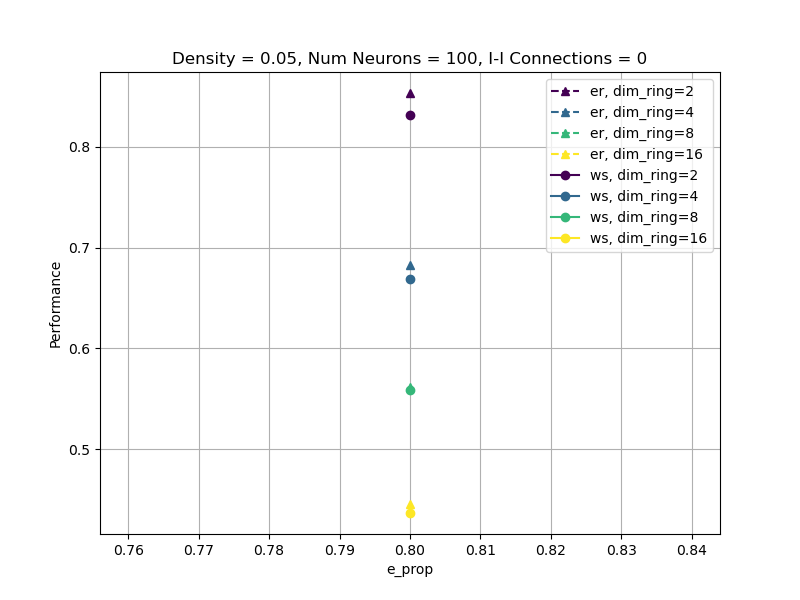 Density = 0.05, Num Neurons = 100, I-I Connections = 0
er, dim_ring=2
er, dim_ring=4
er, dim_ring=8
er, dim_ring=16
ws, dim_ring=2
ws, dim_ring=4
ws, dim_ring=8
ws, dim_ring=16
Performance
0.8
0.7
0.6
0.5
0.76 0.77 0.78 0.79 0.80 0.81 0.82 0.83 0.84
e_prop